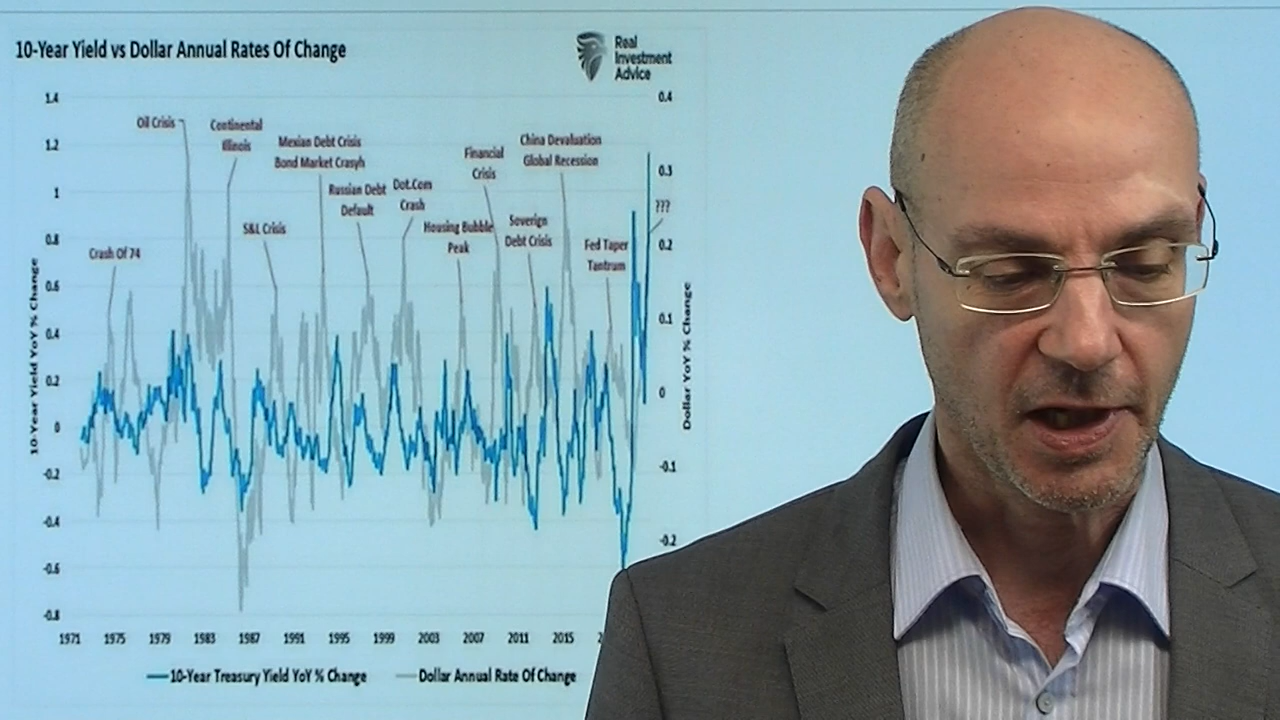 10-Year Yield vs Dollar Annual Rates Of Change
Real
Investment
Advice
1.4
1.2
1
0.8
0.6
0.4
0.2
0
-0.2
-0.4
-0.6
-0.8
10-Year Yield YoY % Change
Oil Crisis
Continental
Illinois
Mexian Debt Crisis
Bond Market Crasyh
Financial
Crisis
China Devaluation
Global Recession
Russian Debt
Default
Dot.Com
Crash
S&L Crisis
Housing Bubble
Peak
Soverign
Debt Crisis
Fed Taper
Tantrum
Crash Of 74
???
0.4
0.3
0.2
0.1
0
-0.1
-0.2
Dollar YoY % Change
1971 1975 1979 1983 1987 1991 1995 1999 2003 2007 2011 2015 2
10-Year Treasury Yield YoY % Change Dollar Annual Rate Of Change